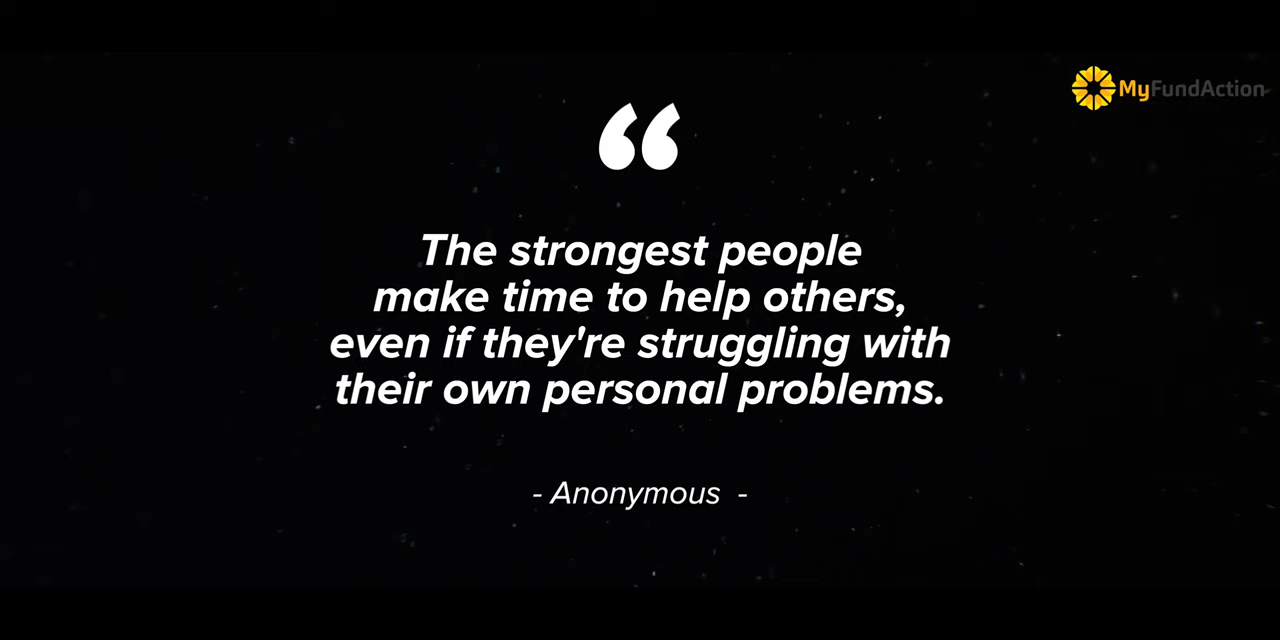 MyFundAction
“
The strongest people
make time to help others,
even if they're struggling with
their own personal problems.
- Anonymous -